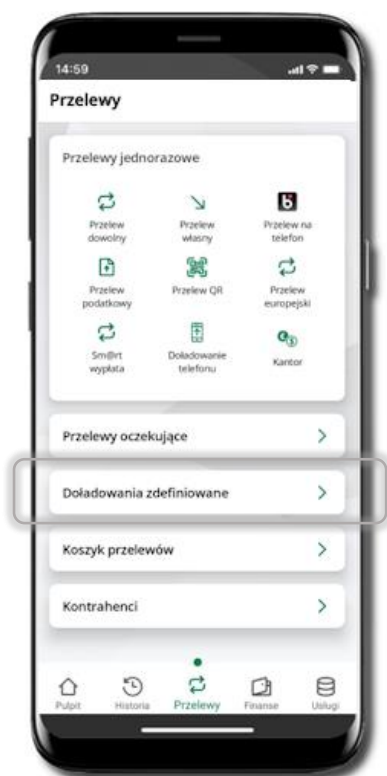 14:59
Przelewy
Przelewy jednorazowe
Przelew dowolny
Przelew własny
Przelew na telefon
Przelew podatkowy
Przelew QR
Przelew europejski
Sm@rt wypłata
Doładowanie telefonu
Kantor
Przelewy oczekujące
Doładowania zdefiniowane
Koszyk przelewów
Kontrahenci
Pulpit
Historia
Przelewy
Finanse
Usługi